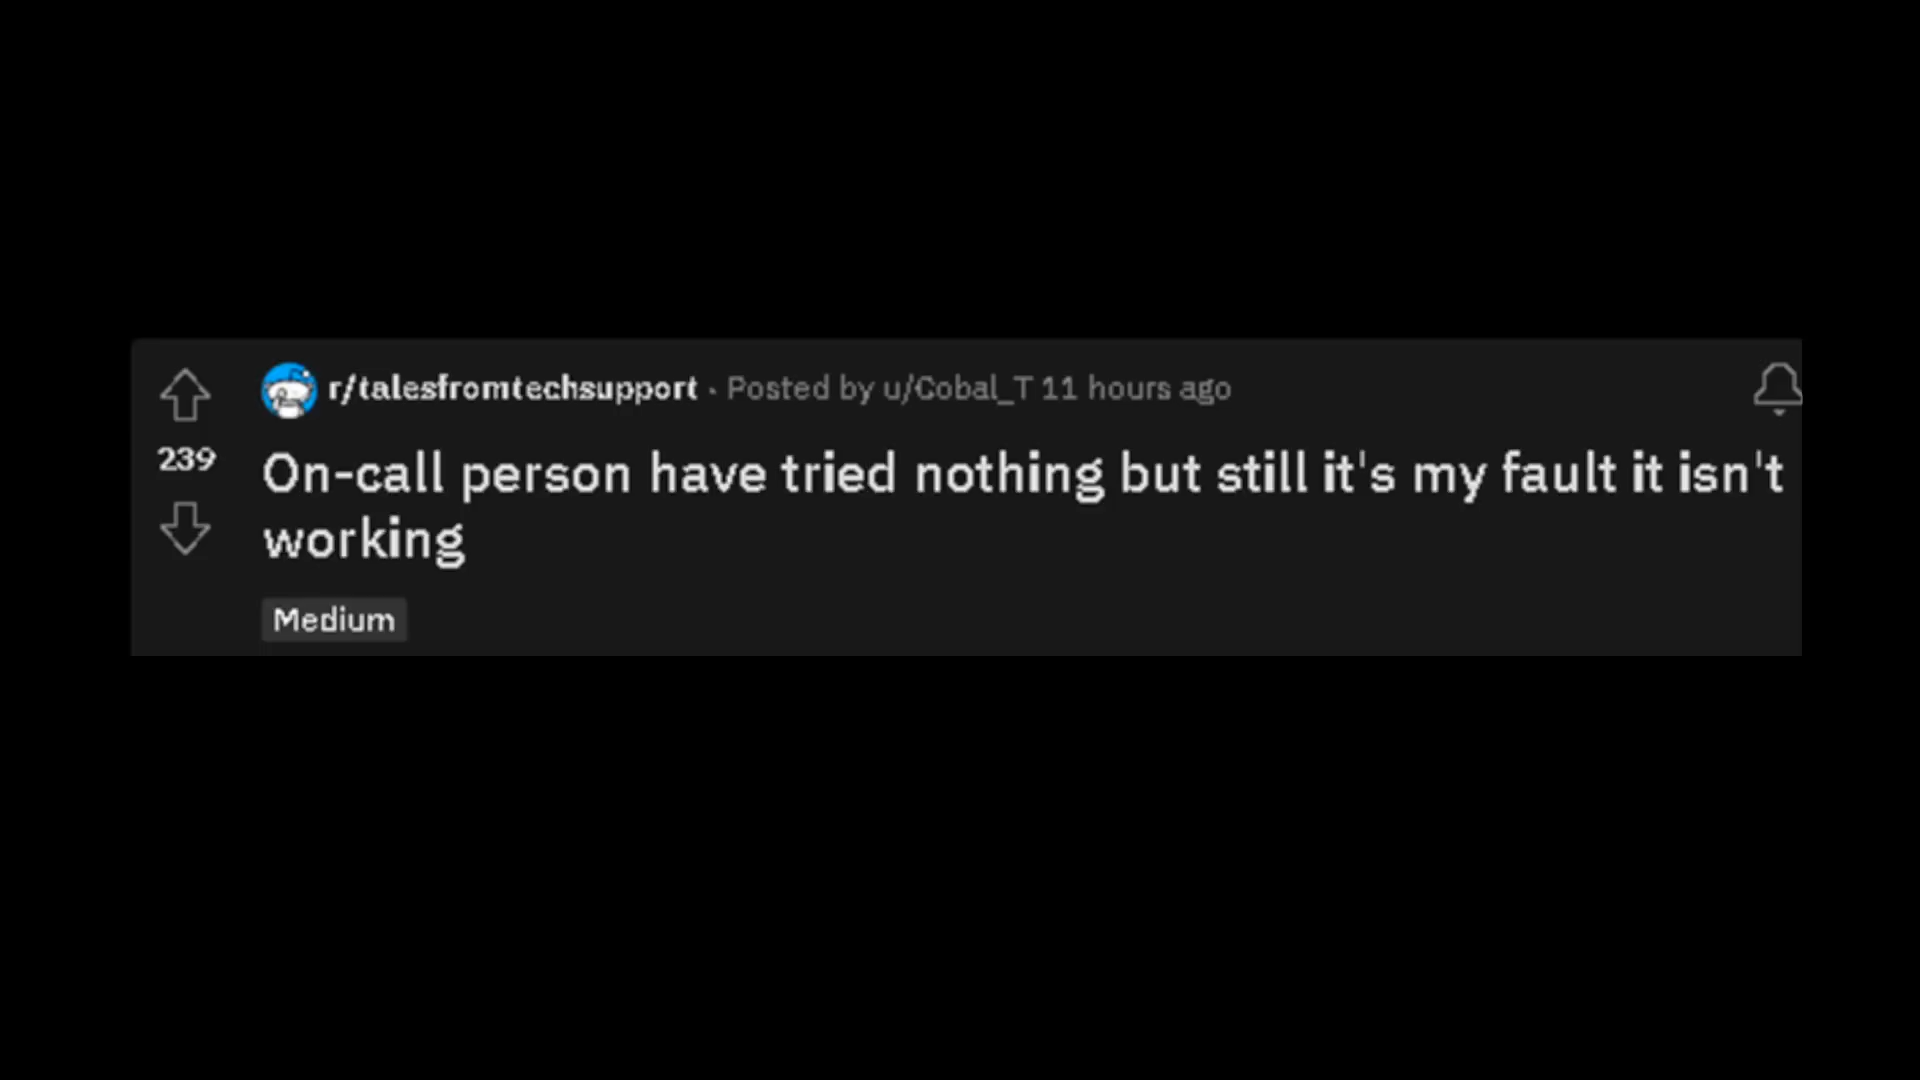 r/talesfromtechsupport · Posted by u/Cobal_T 11 hours ago
239
On-call person have tried nothing but still it's my fault it isn't
working
Medium